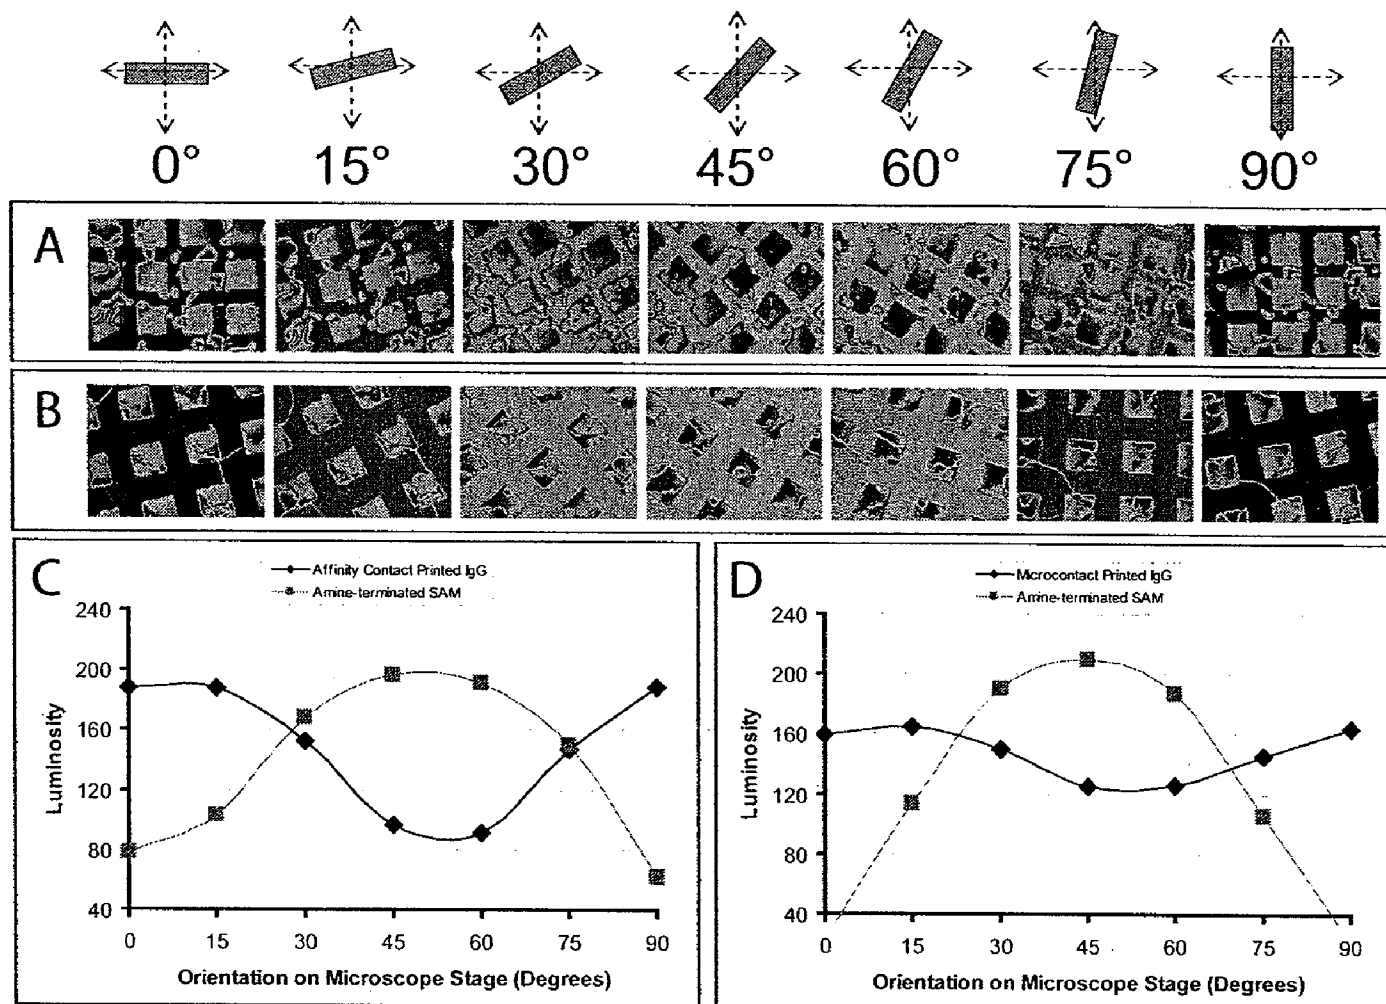 0° 15° 30° 45° 60° 75° 90°
A
B
C
Affinity Contact Printed IgG
Amine-terminated SAM
240
200
160
120
80
40
Luminosity
0 15 30 45 60 75 90
Orientation on Microscope Stage (Degrees)
D
Microcontact Printed IgG
Amine-terminated SAM
240
200
160
120
80
40
Luminosity
0 15 30 45 60 75 90
Orientation on Microscope Stage (Degrees)